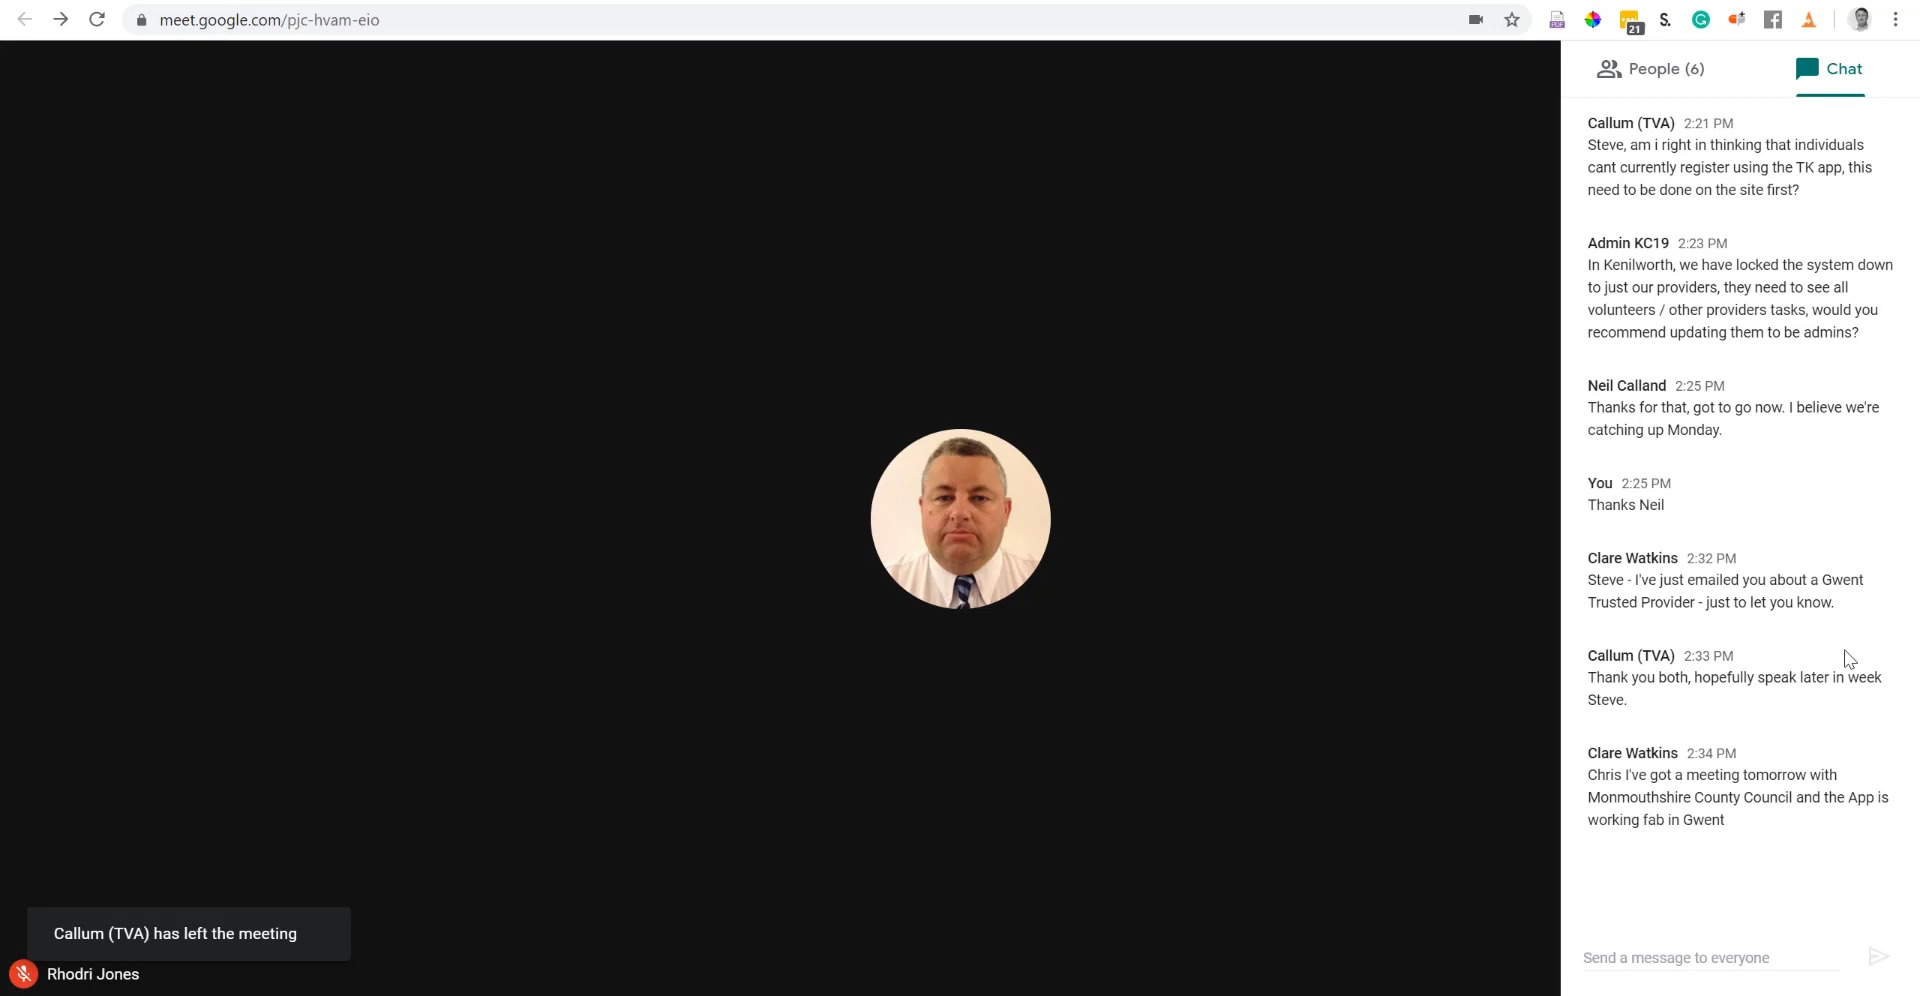 meet.google.com/pjc-hvam-eio
21
S.
People (6)
Chat
Callum (TVA) 2:21 PM
Steve, am i right in thinking that individuals
cant currently register using the TK app, this
need to be done on the site first?
Admin KC19 2:23 PM
In Kenilworth, we have locked the system down
to just our providers, they need to see all
volunteers / other providers tasks, would you
recommend updating them to be admins?
Neil Calland 2:25 PM
Thanks for that, got to go now. I believe we're
catching up Monday.
You 2:25 PM
Thanks Neil
Clare Watkins 2:32 PM
Steve - I've just emailed you about a Gwent
Trusted Provider - just to let you know.
Callum (TVA) 2:33 PM
Thank you both, hopefully speak later in week
Steve.
Clare Watkins 2:34 PM
Chris I've got a meeting tomorrow with
Monmouthshire County Council and the App is
working fab in Gwent
Callum (TVA) has left the meeting
Rhodri Jones
Send a message to everyone